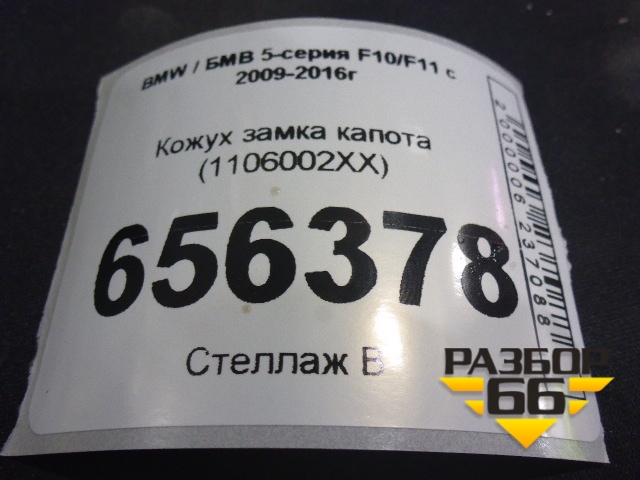 BMW / БМВ 5-серия F10/F11 с
2009-2016г
Кожух замка капота
(1106002XX)
656378
Стеллаж В
2000006237088
РАЗБОР
66